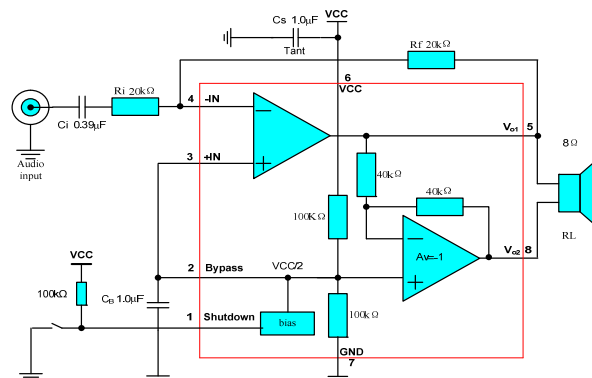 Cs 1.0µF
VCC
Tant
Rf 20kΩ
6
VCC
Ri 20kΩ
4 -IN
Ci 0.39µF
Audio
input
3 +IN
Vo1 5
8Ω
40kΩ
40kΩ
100KΩ
RL
VCC/2
Av=-1
Vo2 8
2 Bypass
VCC
100kΩ
CB 1.0µF
1 Shutdown
bias
100kΩ
GND
7